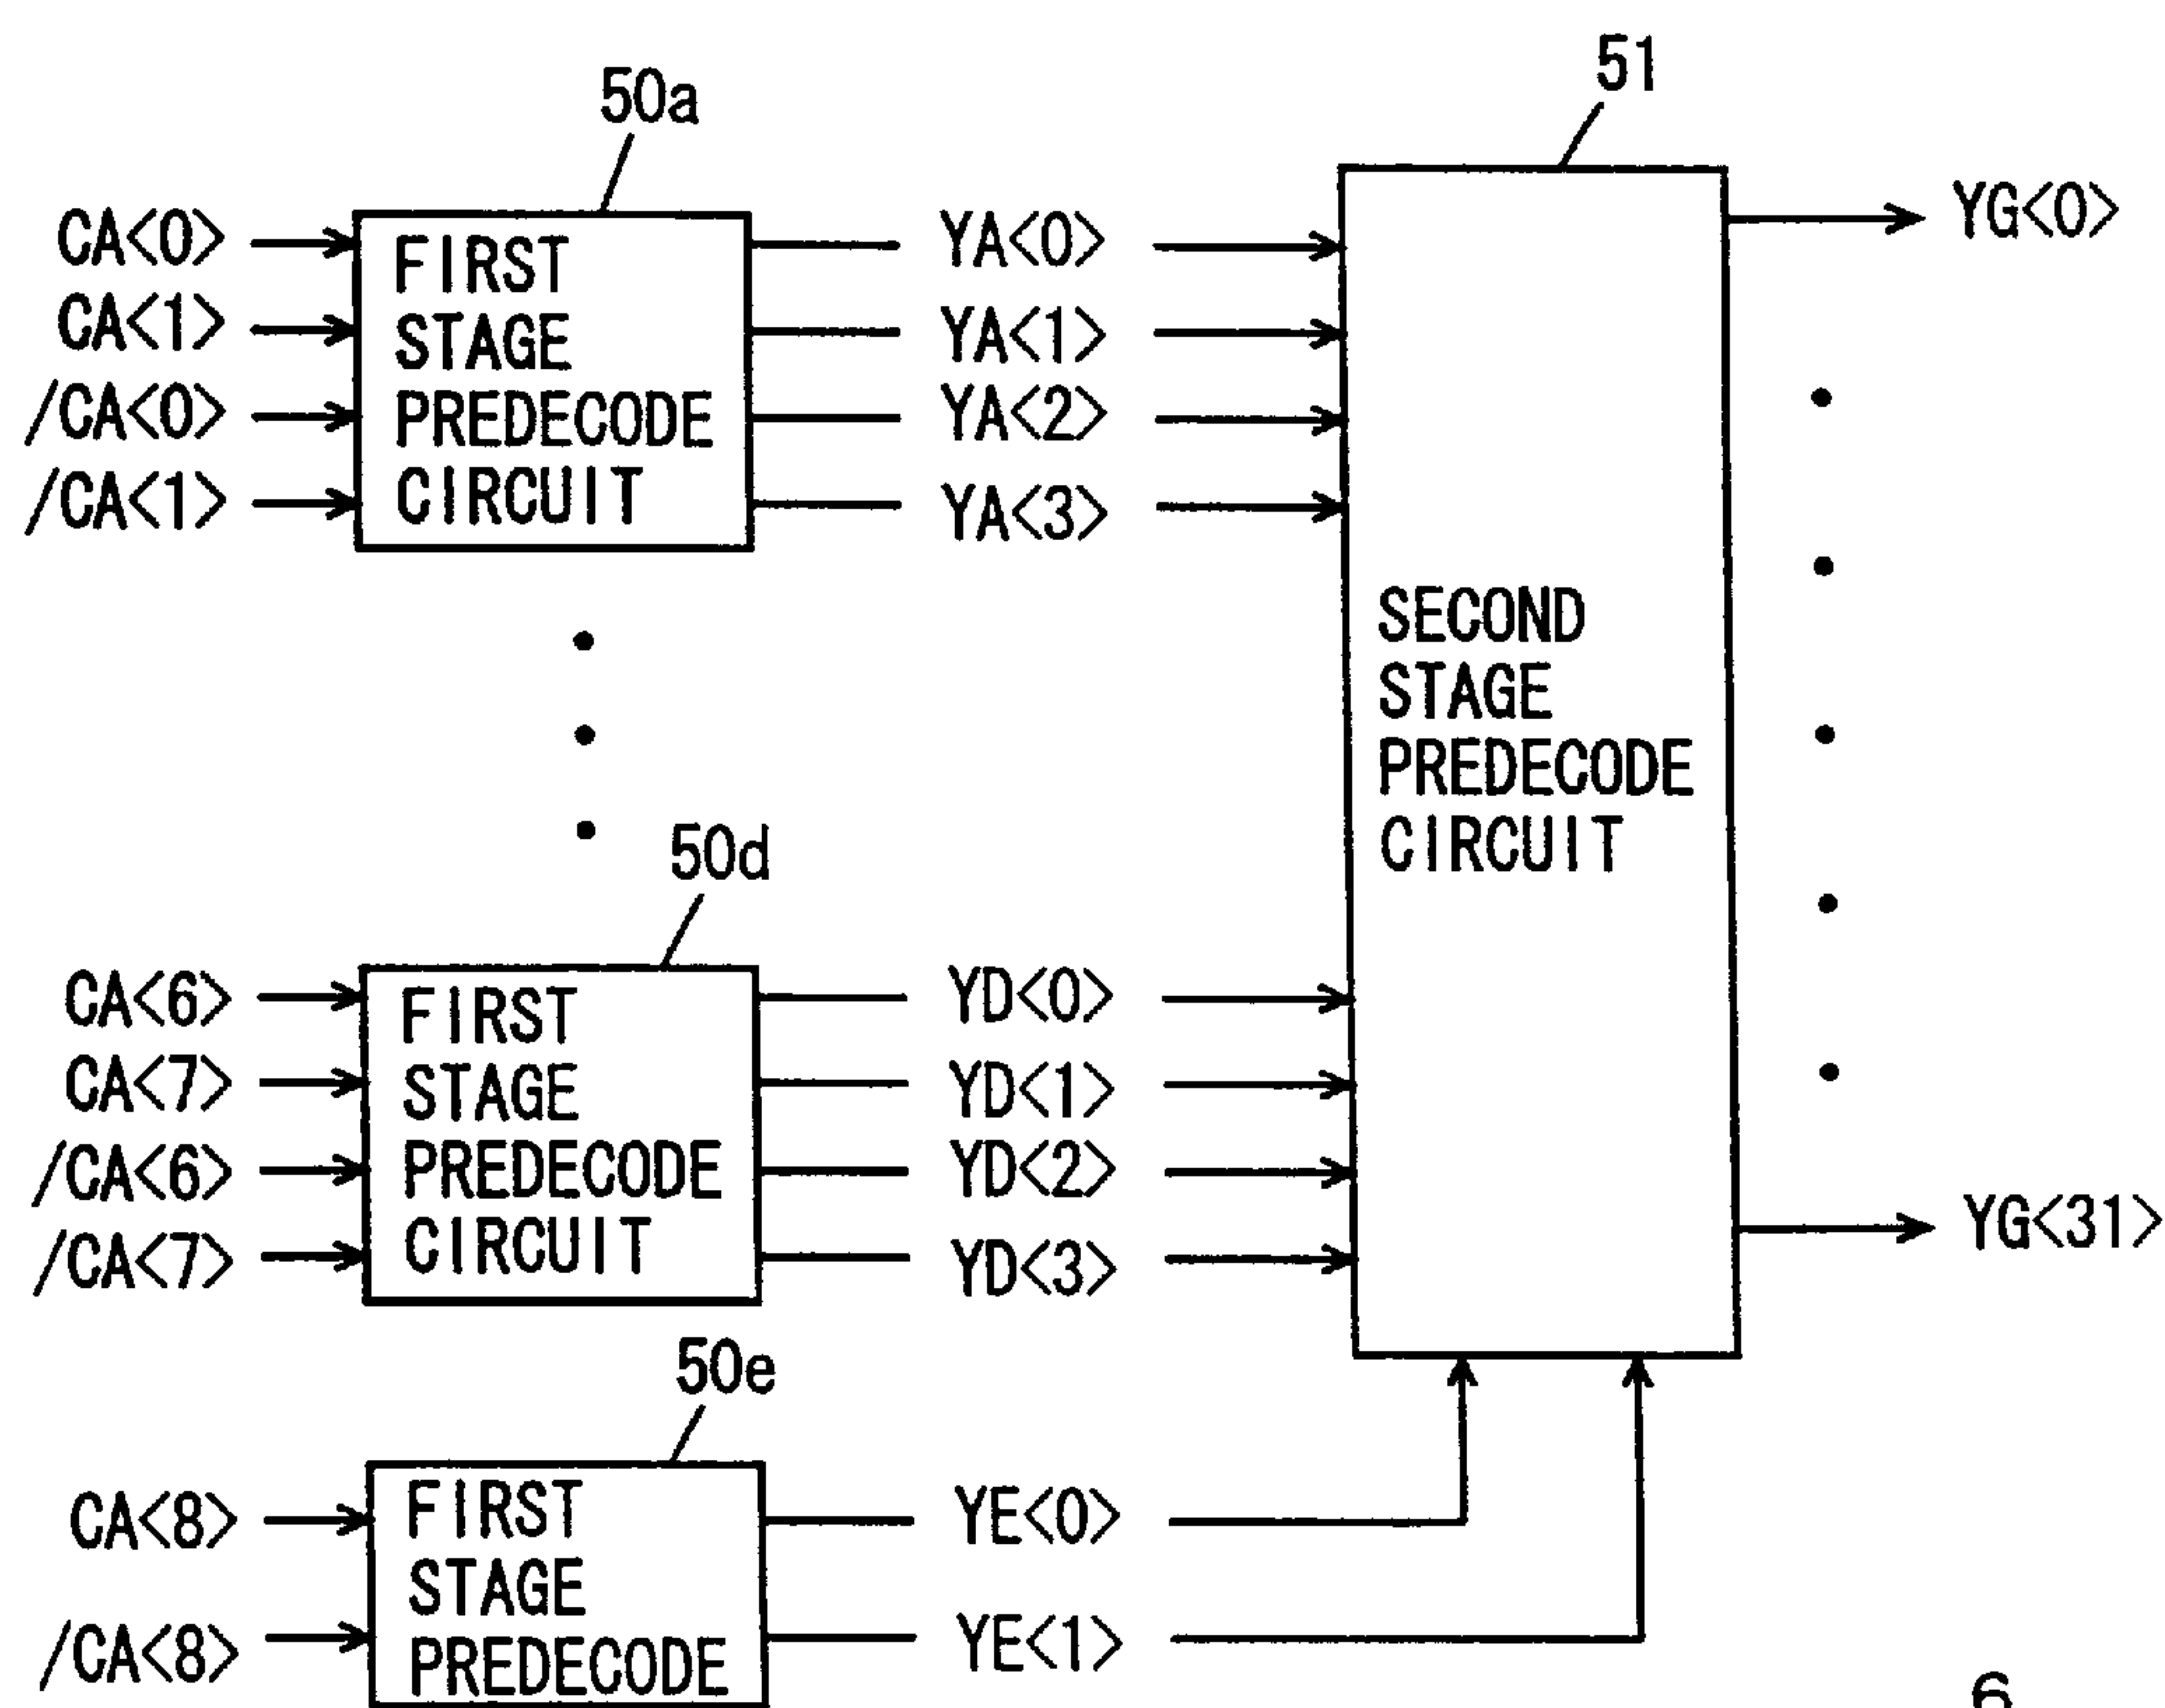 50a
51
CA<0>
CA<1>
/CA<0>
/CA<1>
FIRST
STAGE
PREDECODE
CIRCUIT
YA<0>
YA<1>
YA<2>
YA<3>
YG<0>
SECOND
STAGE
PREDECODE
CIRCUIT
50d
CA<6>
CA<7>
/CA<6>
/CA<7>
FIRST
STAGE
PREDECODE
CIRCUIT
YD<0>
YD<1>
YD<2>
YD<3>
YG<31>
50e
CA<8>
/CA<8>
FIRST
STAGE
PREDECODE
YE<0>
YE<1>